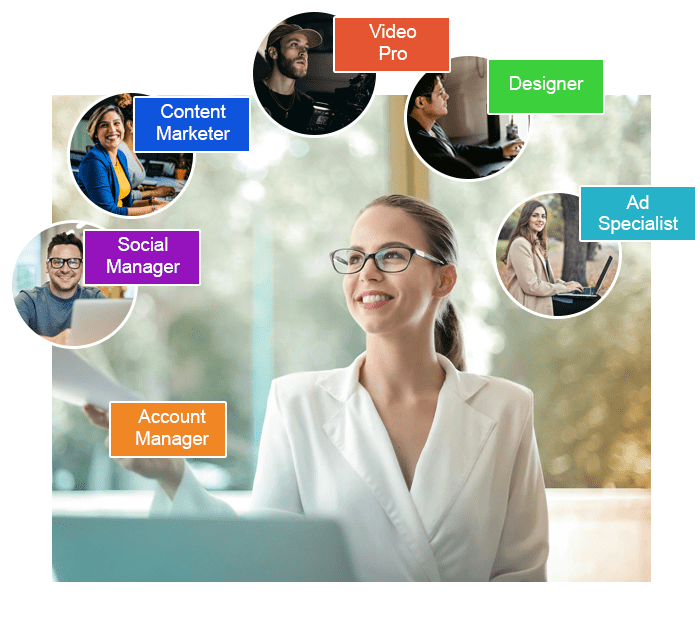 Video
Pro
Designer
Content
Marketer
Ad
Specialist
Social
Manager
Account
Manager